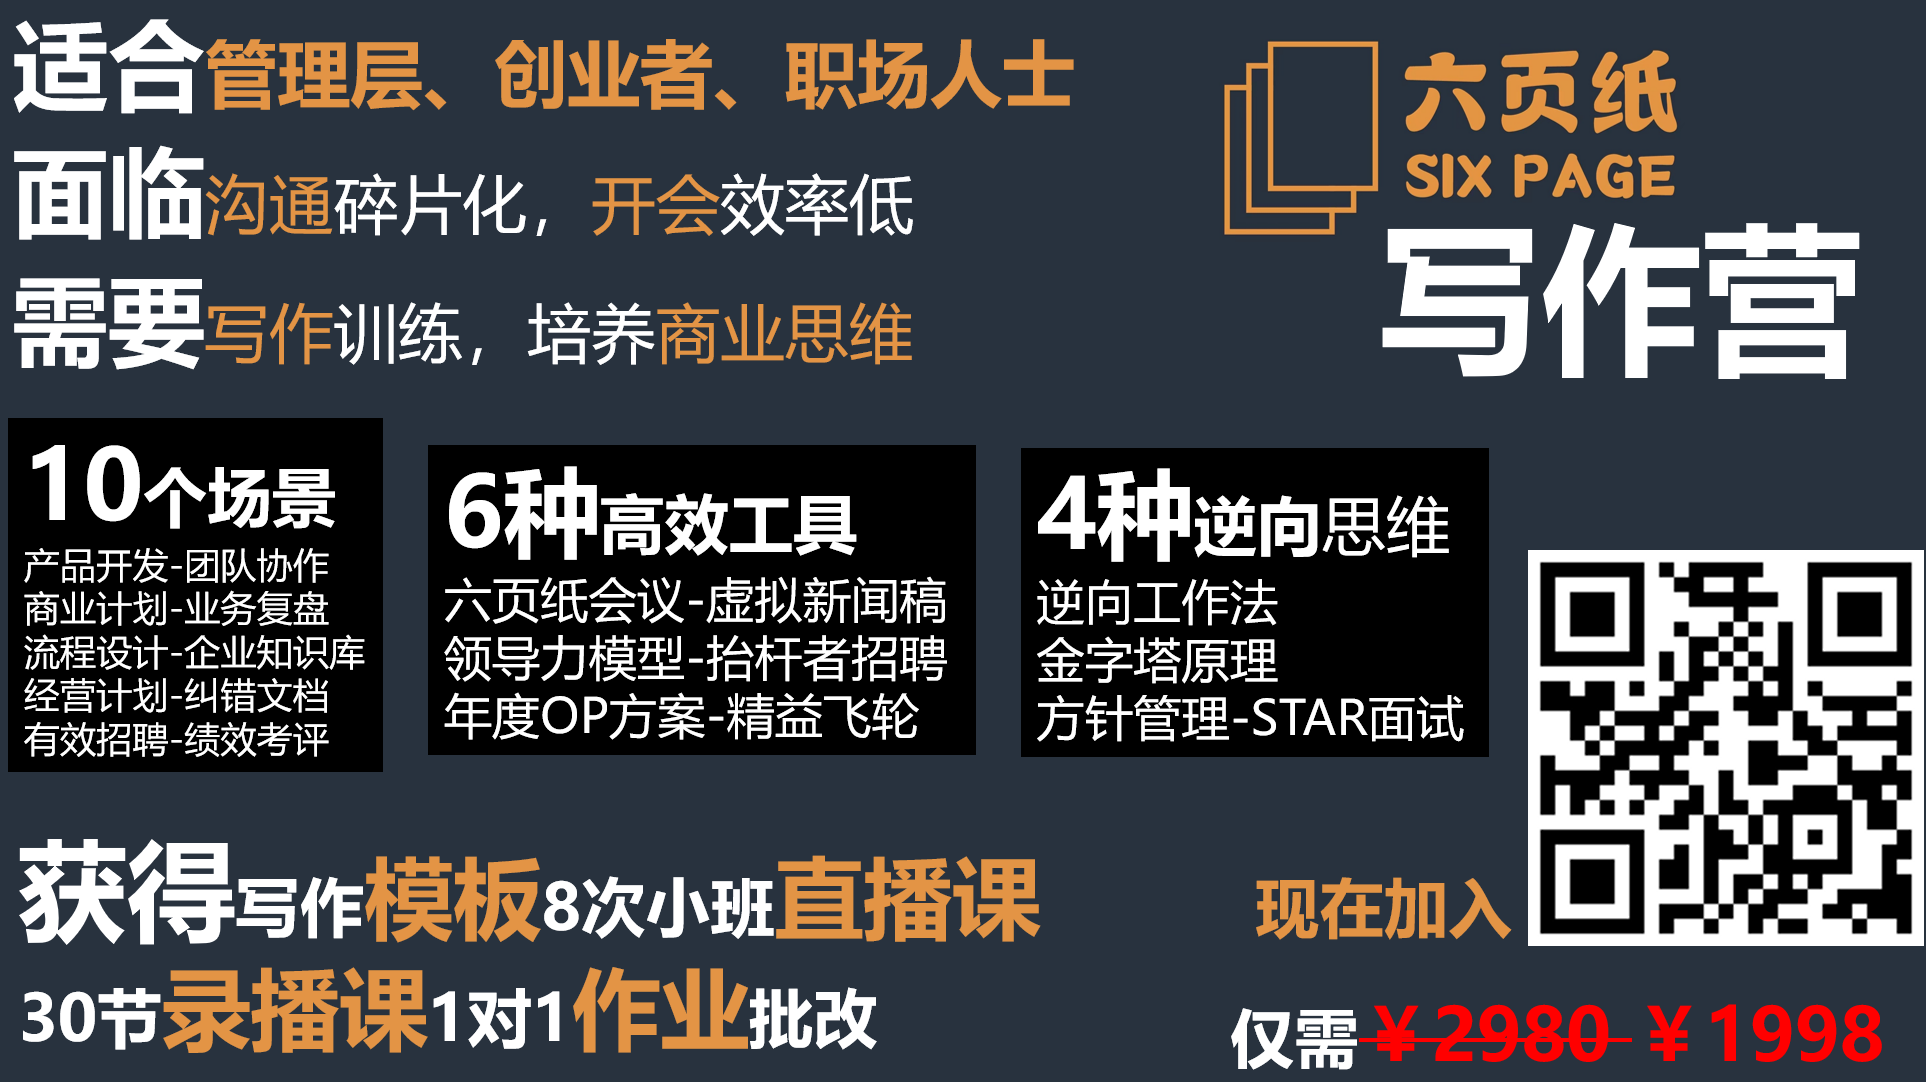 适合管理层、创业者、职场人士
面临沟通碎片化，开会效率低
需要写作训练，培养商业思维
六页纸
SIX PAGE
写作营
10个场景
产品开发-团队协作
商业计划-业务复盘
流程设计-企业知识库
经营计划-纠错文档
有效招聘-绩效考评
6种高效工具
六页纸会议-虚拟新闻稿
领导力模型-抬杆者招聘
年度OP方案-精益飞轮
4种逆向思维
逆向工作法
金字塔原理
方针管理-STAR面试
获得写作模板8次小班直播课
30节录播课1对1作业批改
现在加入
仅需￥2980 ￥1998